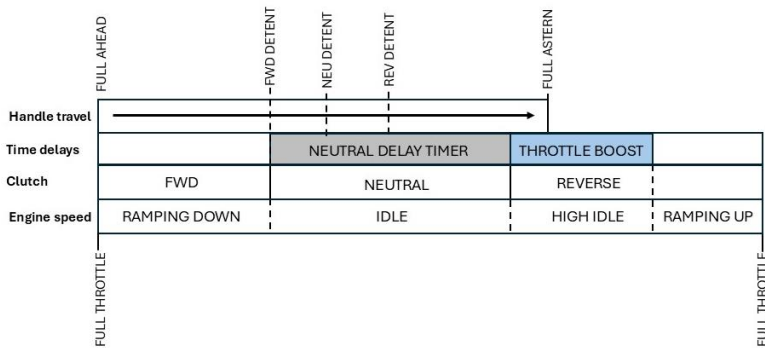 FULL AHEAD
FWD DETENT
NEU DETENT
REV DETENT
FULL ASTERN
Handle travel
Time delays
NEUTRAL DELAY TIMER
THROTTLE BOOST
Clutch
FWD
NEUTRAL
REVERSE
Engine speed
RAMPING DOWN
IDLE
HIGH IDLE
RAMPING UP
FULL THROTTLE
FULL THROTTLE